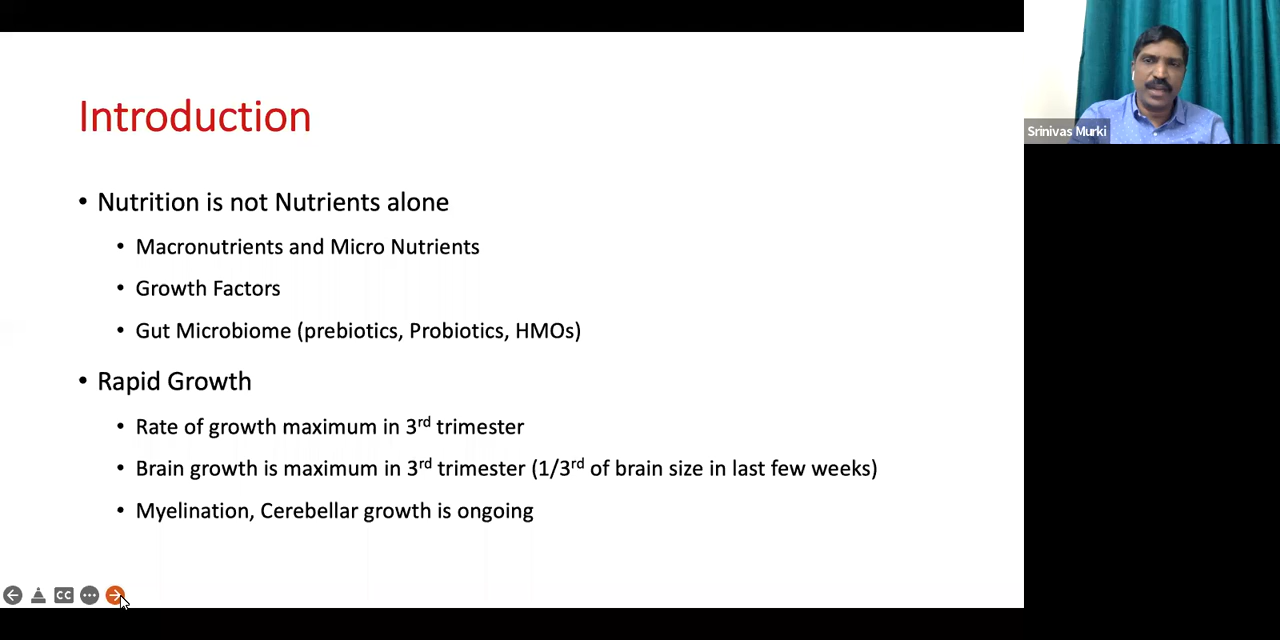 Introduction
• Nutrition is not Nutrients alone
• Macronutrients and Micro Nutrients
• Growth Factors
• Gut Microbiome (prebiotics, Probiotics, HMOs)
• Rapid Growth
• Rate of growth maximum in 3rd trimester
• Brain growth is maximum in 3rd trimester (1/3rd of brain size in last few weeks)
• Myelination, Cerebellar growth is ongoing
Srinivas Murki
CC